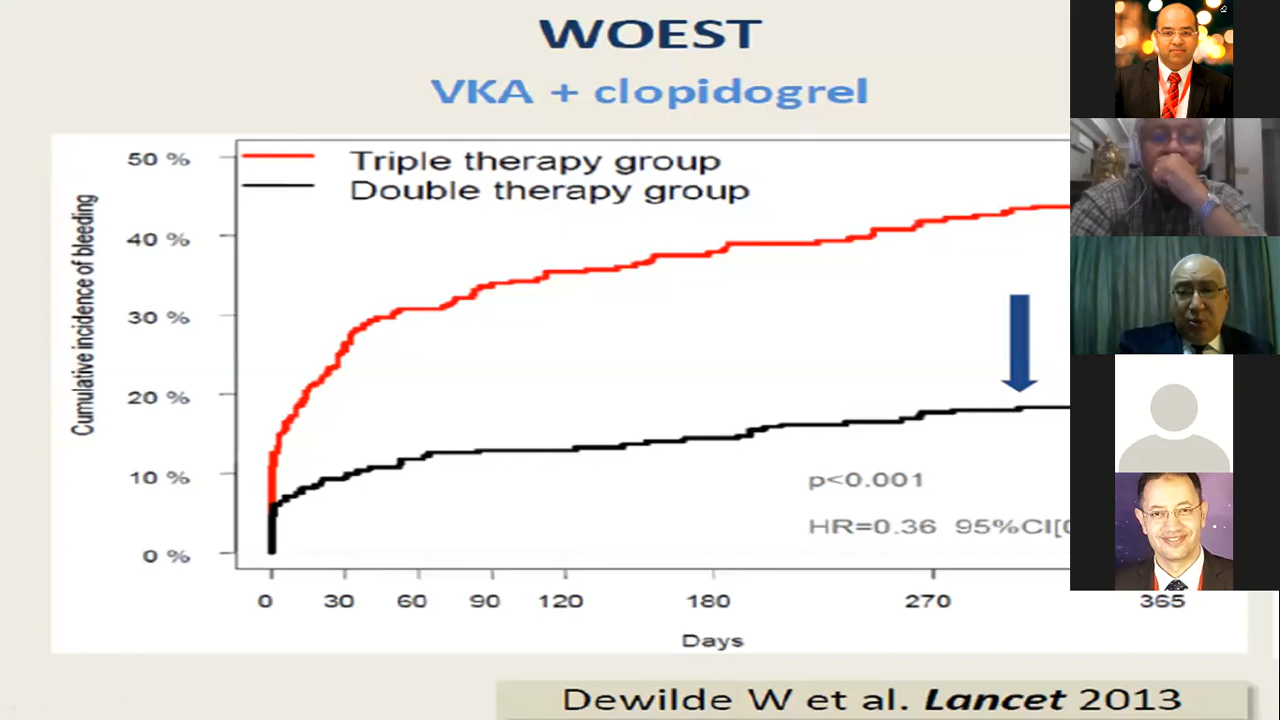 WOEST
VKA + clopidogrel
Triple therapy group
Double therapy group
Cumulative incidence of bleeding
50 %
40 %
30 %
20 %
10 %
0 %
p<0.001
HR=0.36 95%CI[
0 30 60 90 120 180 270 365
Days
Dewilde W et al. Lancet 2013